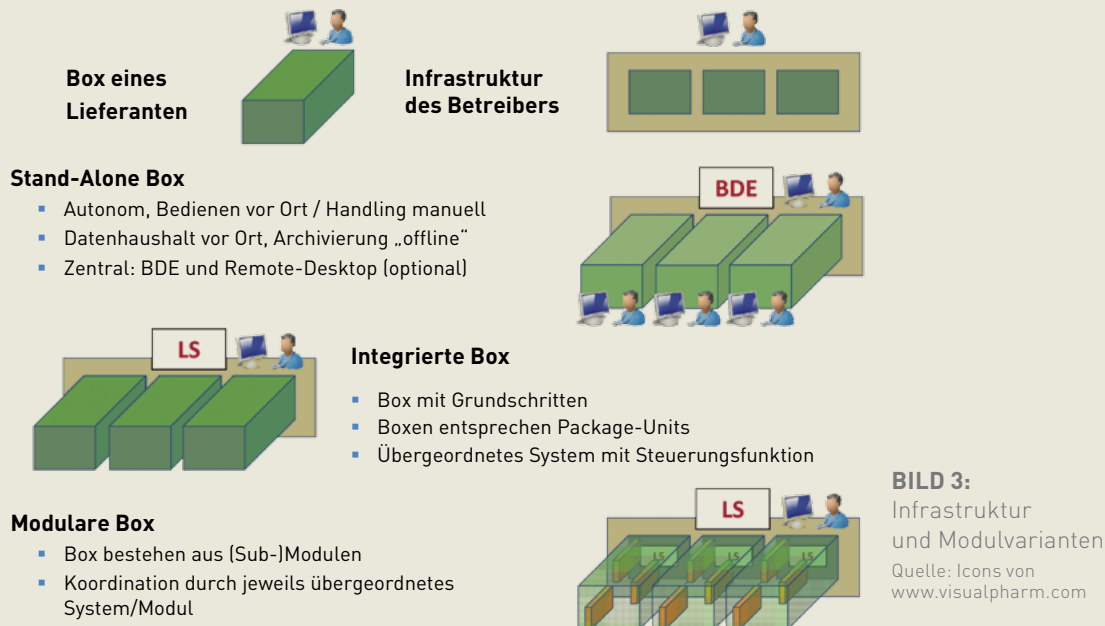 Box eines
Lieferanten
Infrastruktur
des Betreibers
Stand-Alone Box
▪ Autonom, Bedienen vor Ort / Handling manuell
▪ Datenhaushalt vor Ort, Archivierung „offline“
▪ Zentral: BDE und Remote-Desktop (optional)
BDE
LS
Integrierte Box
▪ Box mit Grundschritten
▪ Boxen entsprechen Package-Units
▪ Übergeordnetes System mit Steuerungsfunktion
Modulare Box
▪ Box bestehen aus (Sub-)Modulen
▪ Koordination durch jeweils übergeordnetes
System/Modul
LS
LS
LS
LS
BILD 3:
Infrastruktur
und Modulvarianten
Quelle: Icons von
www.visualpharm.com